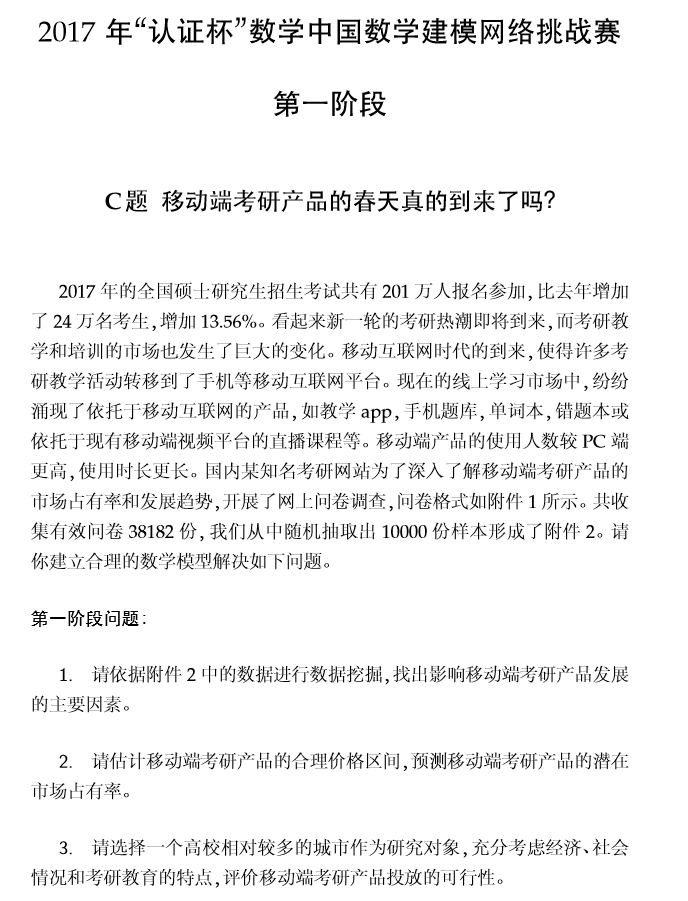 2017 年“认证杯”数学中国数学建模网络挑战赛
第一阶段
C 题 移动端考研产品的春天真的到来了吗?
2017 年的全国硕士研究生招生考试共有 201 万人报名参加,比去年增加
了 24 万名考生,增加 13.56%。看起来新一轮的考研热潮即将到来,而考研教
学和培训的市场也发生了巨大的变化。移动互联网时代的到来,使得许多考
研教学活动转移到了手机等移动互联网平台。现在的线上学习市场中,纷纷
涌现了依托于移动互联网的产品,如教学 app,手机题库,单词本,错题本或
依托于现有移动端视频平台的直播课程等。移动端产品的使用人数较 PC 端
更高,使用时长更长。国内某知名考研网站为了深入了解移动端考研产品的
市场占有率和发展趋势,开展了网上问卷调查,问卷格式如附件 1 所示。共收
集有效问卷 38182 份,我们从中随机抽取出 10000 份样本形成了附件 2。请
你建立合理的数学模型解决如下问题。
第一阶段问题:
1. 请依据附件 2 中的数据进行数据挖掘,找出影响移动端考研产品发展
的主要因素。
2. 请估计移动端考研产品的合理价格区间,预测移动端考研产品的潜在
市场占有率。
3. 请选择一个高校相对较多的城市作为研究对象,充分考虑经济、社会
情况和考研教育的特点,评价移动端考研产品投放的可行性。